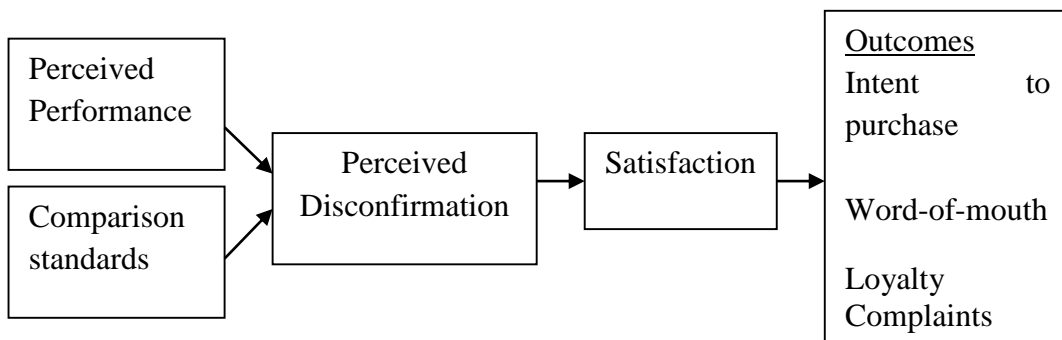 Perceived
Performance
Comparison
standards
Perceived
Disconfirmation
Satisfaction
Outcomes
Intent to
purchase
Word-of-mouth
Loyalty
Complaints